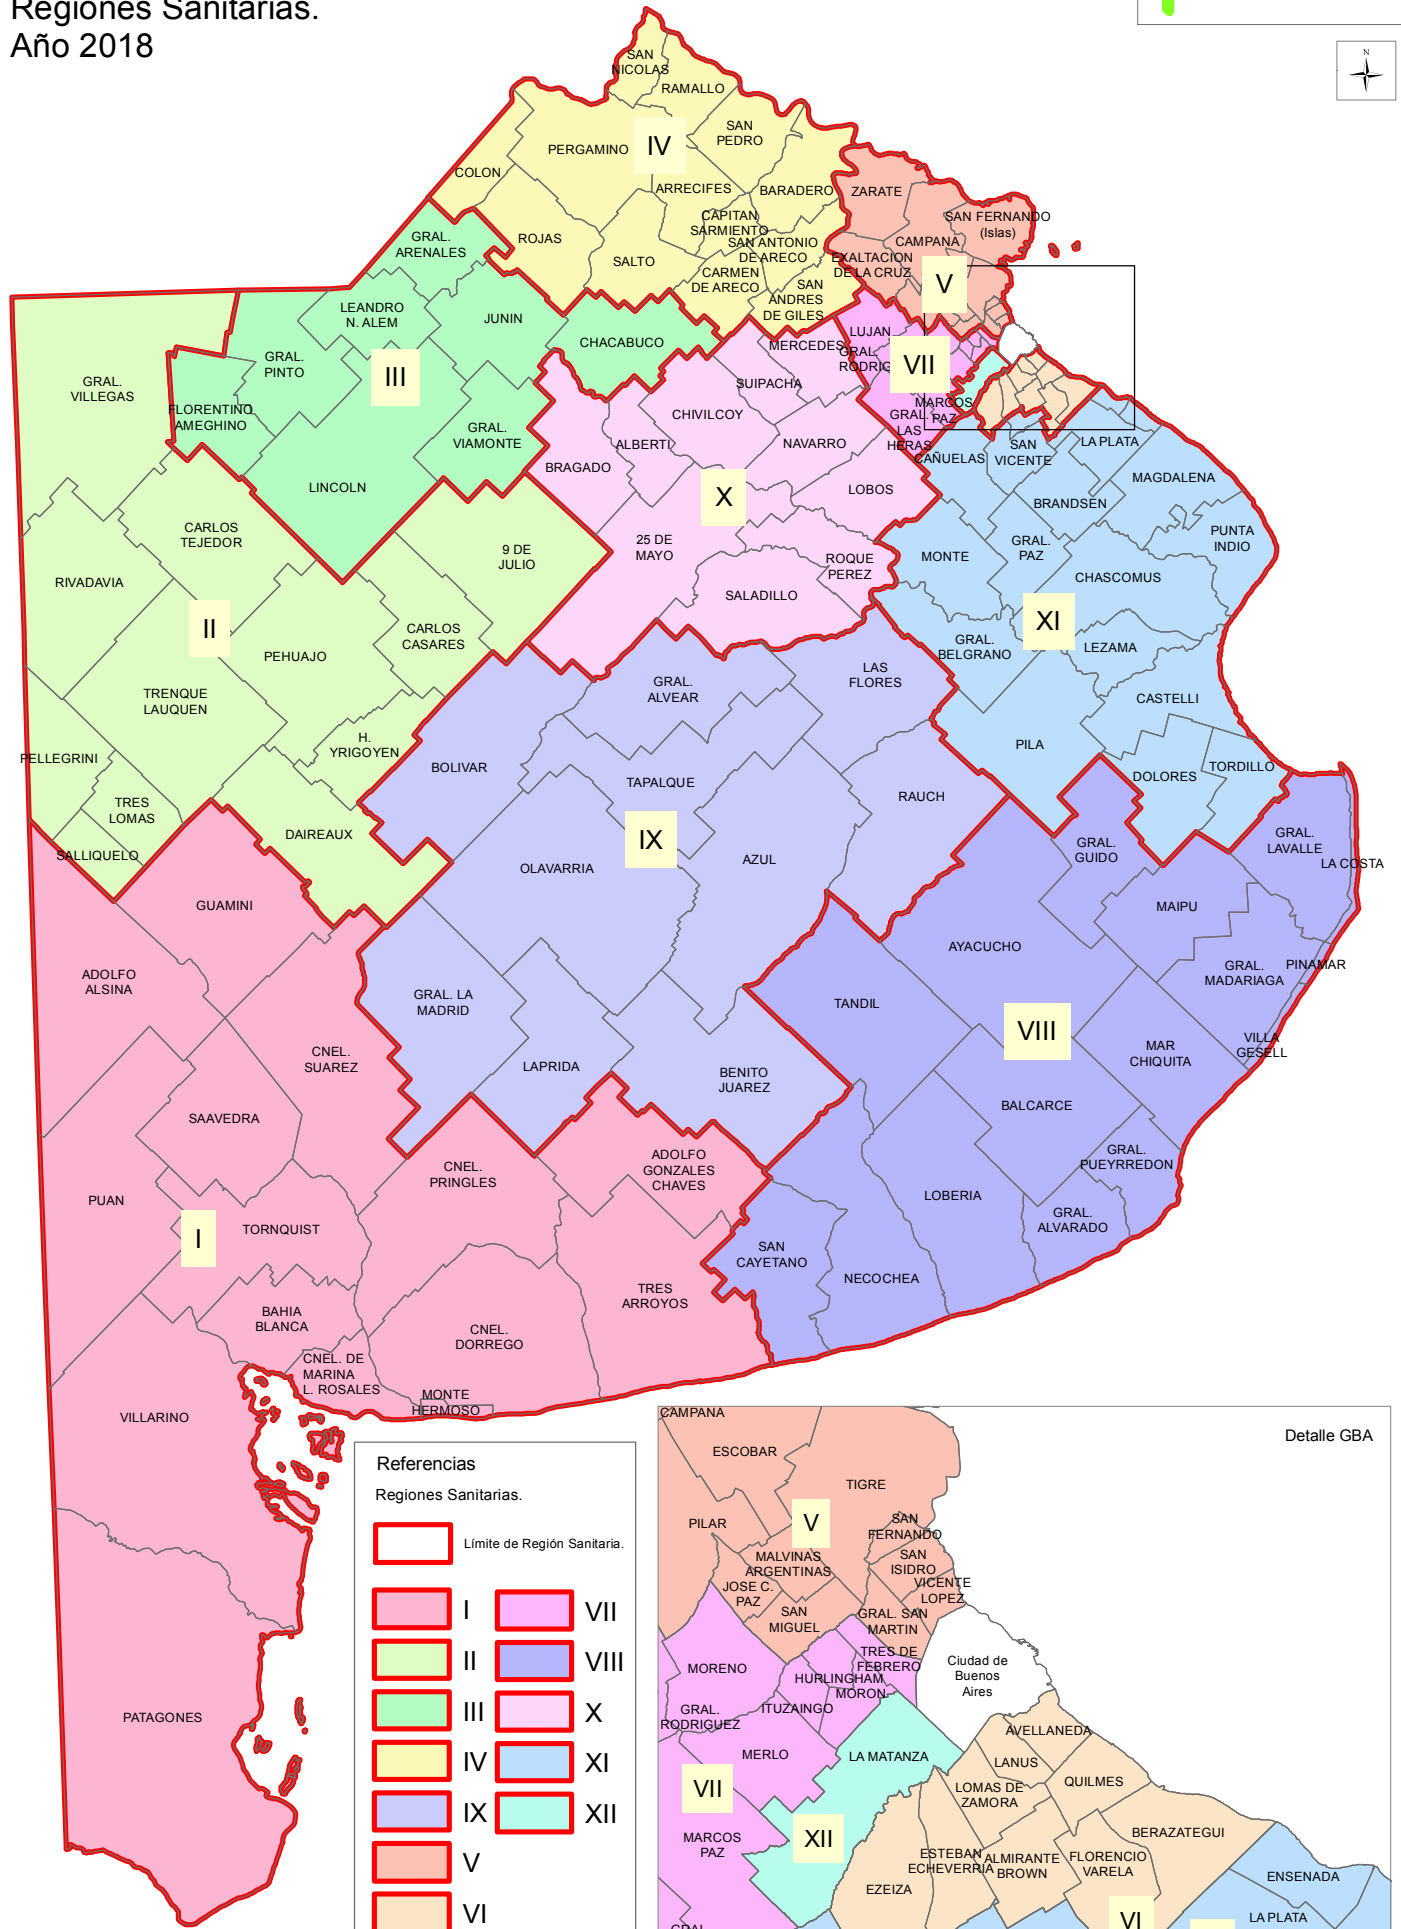 Regiones Sanitarias.
Año 2018
N
SAN
NICOLAS
RAMALLO
SAN
PEDRO
PERGAMINO
IV
COLON
ARRECIFES
BARADERO
CAPITAN
SARMIENTO
ROJAS
SAN ANTONIO
DE ARECO
SALTO
CARMEN
DE ARECO
SAN
ANDRES
DE GILES
ZARATE
SAN FERNANDO
(Islas)
CAMPANA
EXALTACION
DE LA CRUZ
V
GRAL.
ARENALES
LEANDRO
N. ALEM
JUNIN
CHACABUCO
GRAL.
PINTO
III
FLORENTINO
AMEGHINO
GRAL.
VIAMONTE
LINCOLN
LUJAN
GRAL.
RODRIG
VII
MARCOS
PAZ
GRAL.
LAS
HERAS
MERCEDES
SUIPACHA
CHIVILCOY
ALBERTI
NAVARRO
BRAGADO
X
LOBOS
25 DE
MAYO
ROQUE
PEREZ
SALADILLO
GRAL.
VILLEGAS
CARLOS
TEJEDOR
9 DE
JULIO
RIVADAVIA
II
CARLOS
CASARES
PEHUAJO
TRENQUE
LAUQUEN
H.
YRIGOYEN
PELLEGRINI
TRES
LOMAS
DAIREAUX
SALLIQUELO
CAÑUELAS
SAN
VICENTE
LA PLATA
MAGDALENA
BRANDSEN
PUNTA
INDIO
MONTE
GRAL.
PAZ
CHASCOMUS
XI
GRAL.
BELGRANO
LEZAMA
CASTELLI
PILA
DOLORES
TORDILLO
LAS
FLORES
GRAL.
ALVEAR
BOLIVAR
TAPALQUE
RAUCH
IX
AZUL
OLAVARRIA
GRAL. LA
MADRID
LAPRIDA
BENITO
JUAREZ
GRAL.
GUIDO
GRAL.
LAVALLE
LA COSTA
MAIPU
AYACUCHO
GRAL.
MADARIAGA
PINAMAR
TANDIL
VIII
MAR
CHIQUITA
VILLA
GESELL
BALCARCE
GRAL.
PUEYRREDON
LOBERIA
GRAL.
ALVARADO
SAN
CAYETANO
NECOCHEA
GUAMINI
ADOLFO
ALSINA
CNEL.
SUAREZ
SAAVEDRA
CNEL.
PRINGLES
ADOLFO
GONZALES
CHAVES
PUAN
I
TORNQUIST
TRES
ARROYOS
BAHIA
BLANCA
CNEL.
DORREGO
CNEL. DE
MARINA
L. ROSALES
MONTE
HERMOSO
VILLARINO
PATAGONES
Referencias
Regiones Sanitarias.
Límite de Región Sanitaria.
I
VII
II
VIII
III
X
IV
XI
IX
XII
V
VI
Detalle GBA
CAMPANA
ESCOBAR
TIGRE
PILAR
V
SAN
FERNANDO
MALVINAS
ARGENTINAS
SAN
ISIDRO
JOSE C.
PAZ
VICENTE
LOPEZ
SAN
MIGUEL
GRAL. SAN
MARTIN
TRES DE
FEBRERO
MORENO
HURLINGHAM
MORON
Ciudad de
Buenos
Aires
GRAL.
RODRIGUEZ
ITUZAINGO
MERLO
LA MATANZA
AVELLANEDA
LANUS
VII
LOMAS DE
ZAMORA
QUILMES
MARCOS
PAZ
XII
BERAZATEGUI
ESTEBAN
ECHEVERRIA
ALMIRANTE
BROWN
FLORENCIO
VARELA
EZEIZA
ENSENADA
VI
LA PLATA
GRAL.